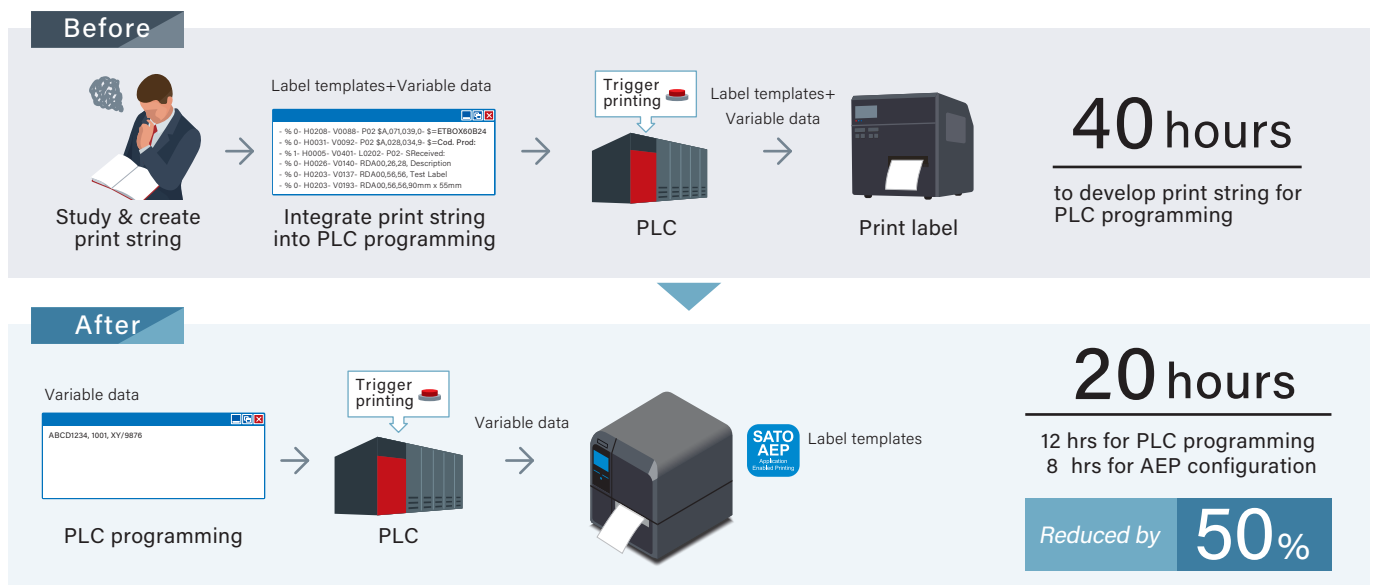 Before
Study & create
print string
Label templates+Variable data
- % 0- H0208- V0088- P02 $A,071,039,0- $=ETBOX60B24
- % 0- H0031- V0092- P02 $A,028,034,9- $=Cod. Prod:
- % 1- H0005- V0401- L0202- P02- SReceived:
- % 0- H0026- V0140- RDA00,26,28, Description
- % 0- H0203- V0137- RDA00,56,56, Test Label
- % 0- H0203- V0193- RDA00,56,56,90mm x 55mm
Integrate print string
into PLC programming
Trigger
printing
PLC
Label templates+
Variable data
Print label
40 hours
to develop print string for
PLC programming
After
Variable data
ABCD1234, 1001, XY/9876
PLC programming
Trigger
printing
PLC
Variable data
SATO
AEP
Application
Enabled Printing
Label templates
20 hours
12 hrs for PLC programming
8 hrs for AEP configuration
Reduced by
50%